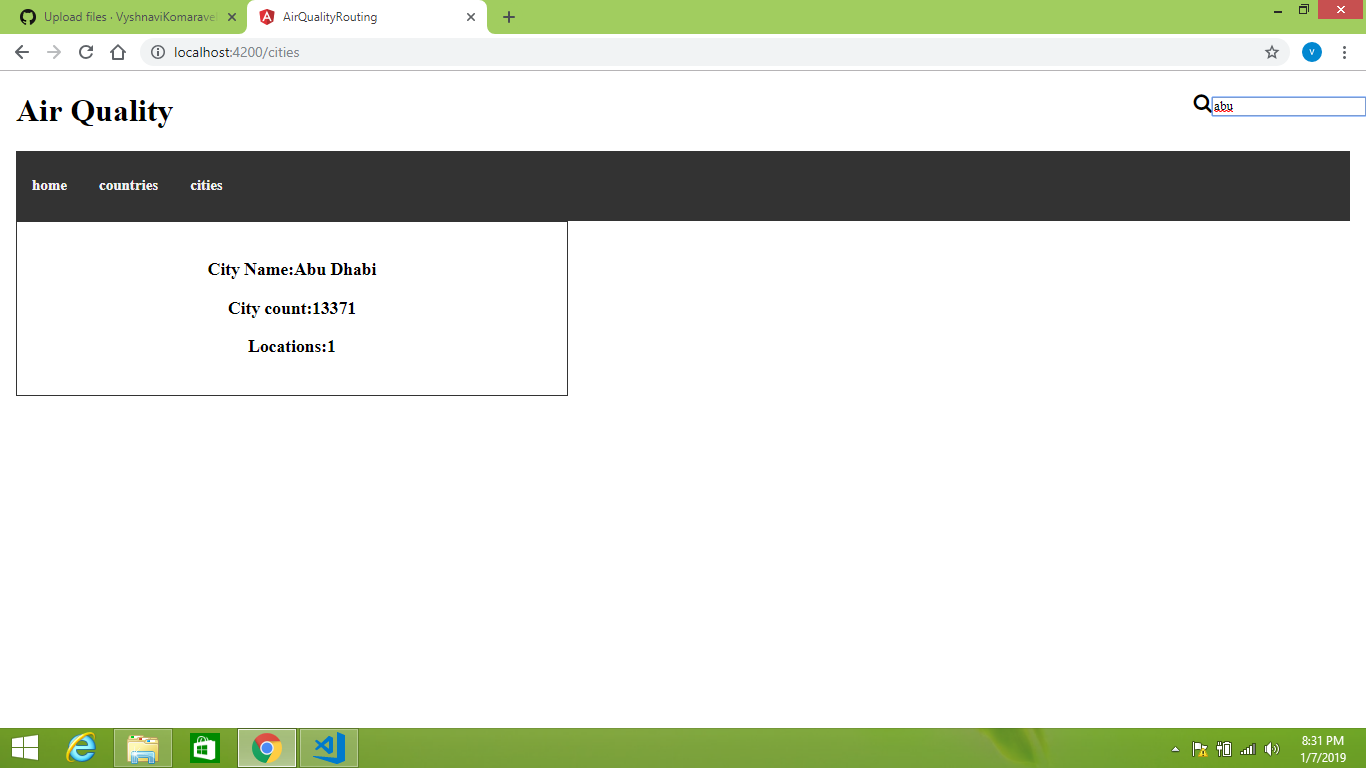 Upload files · VyshnaviKomarave
AirQualityRouting
localhost:4200/cities
v
Air Quality
abu
home countries cities
City Name:Abu Dhabi
City count:13371
Locations:1
8:31 PM
1/7/2019